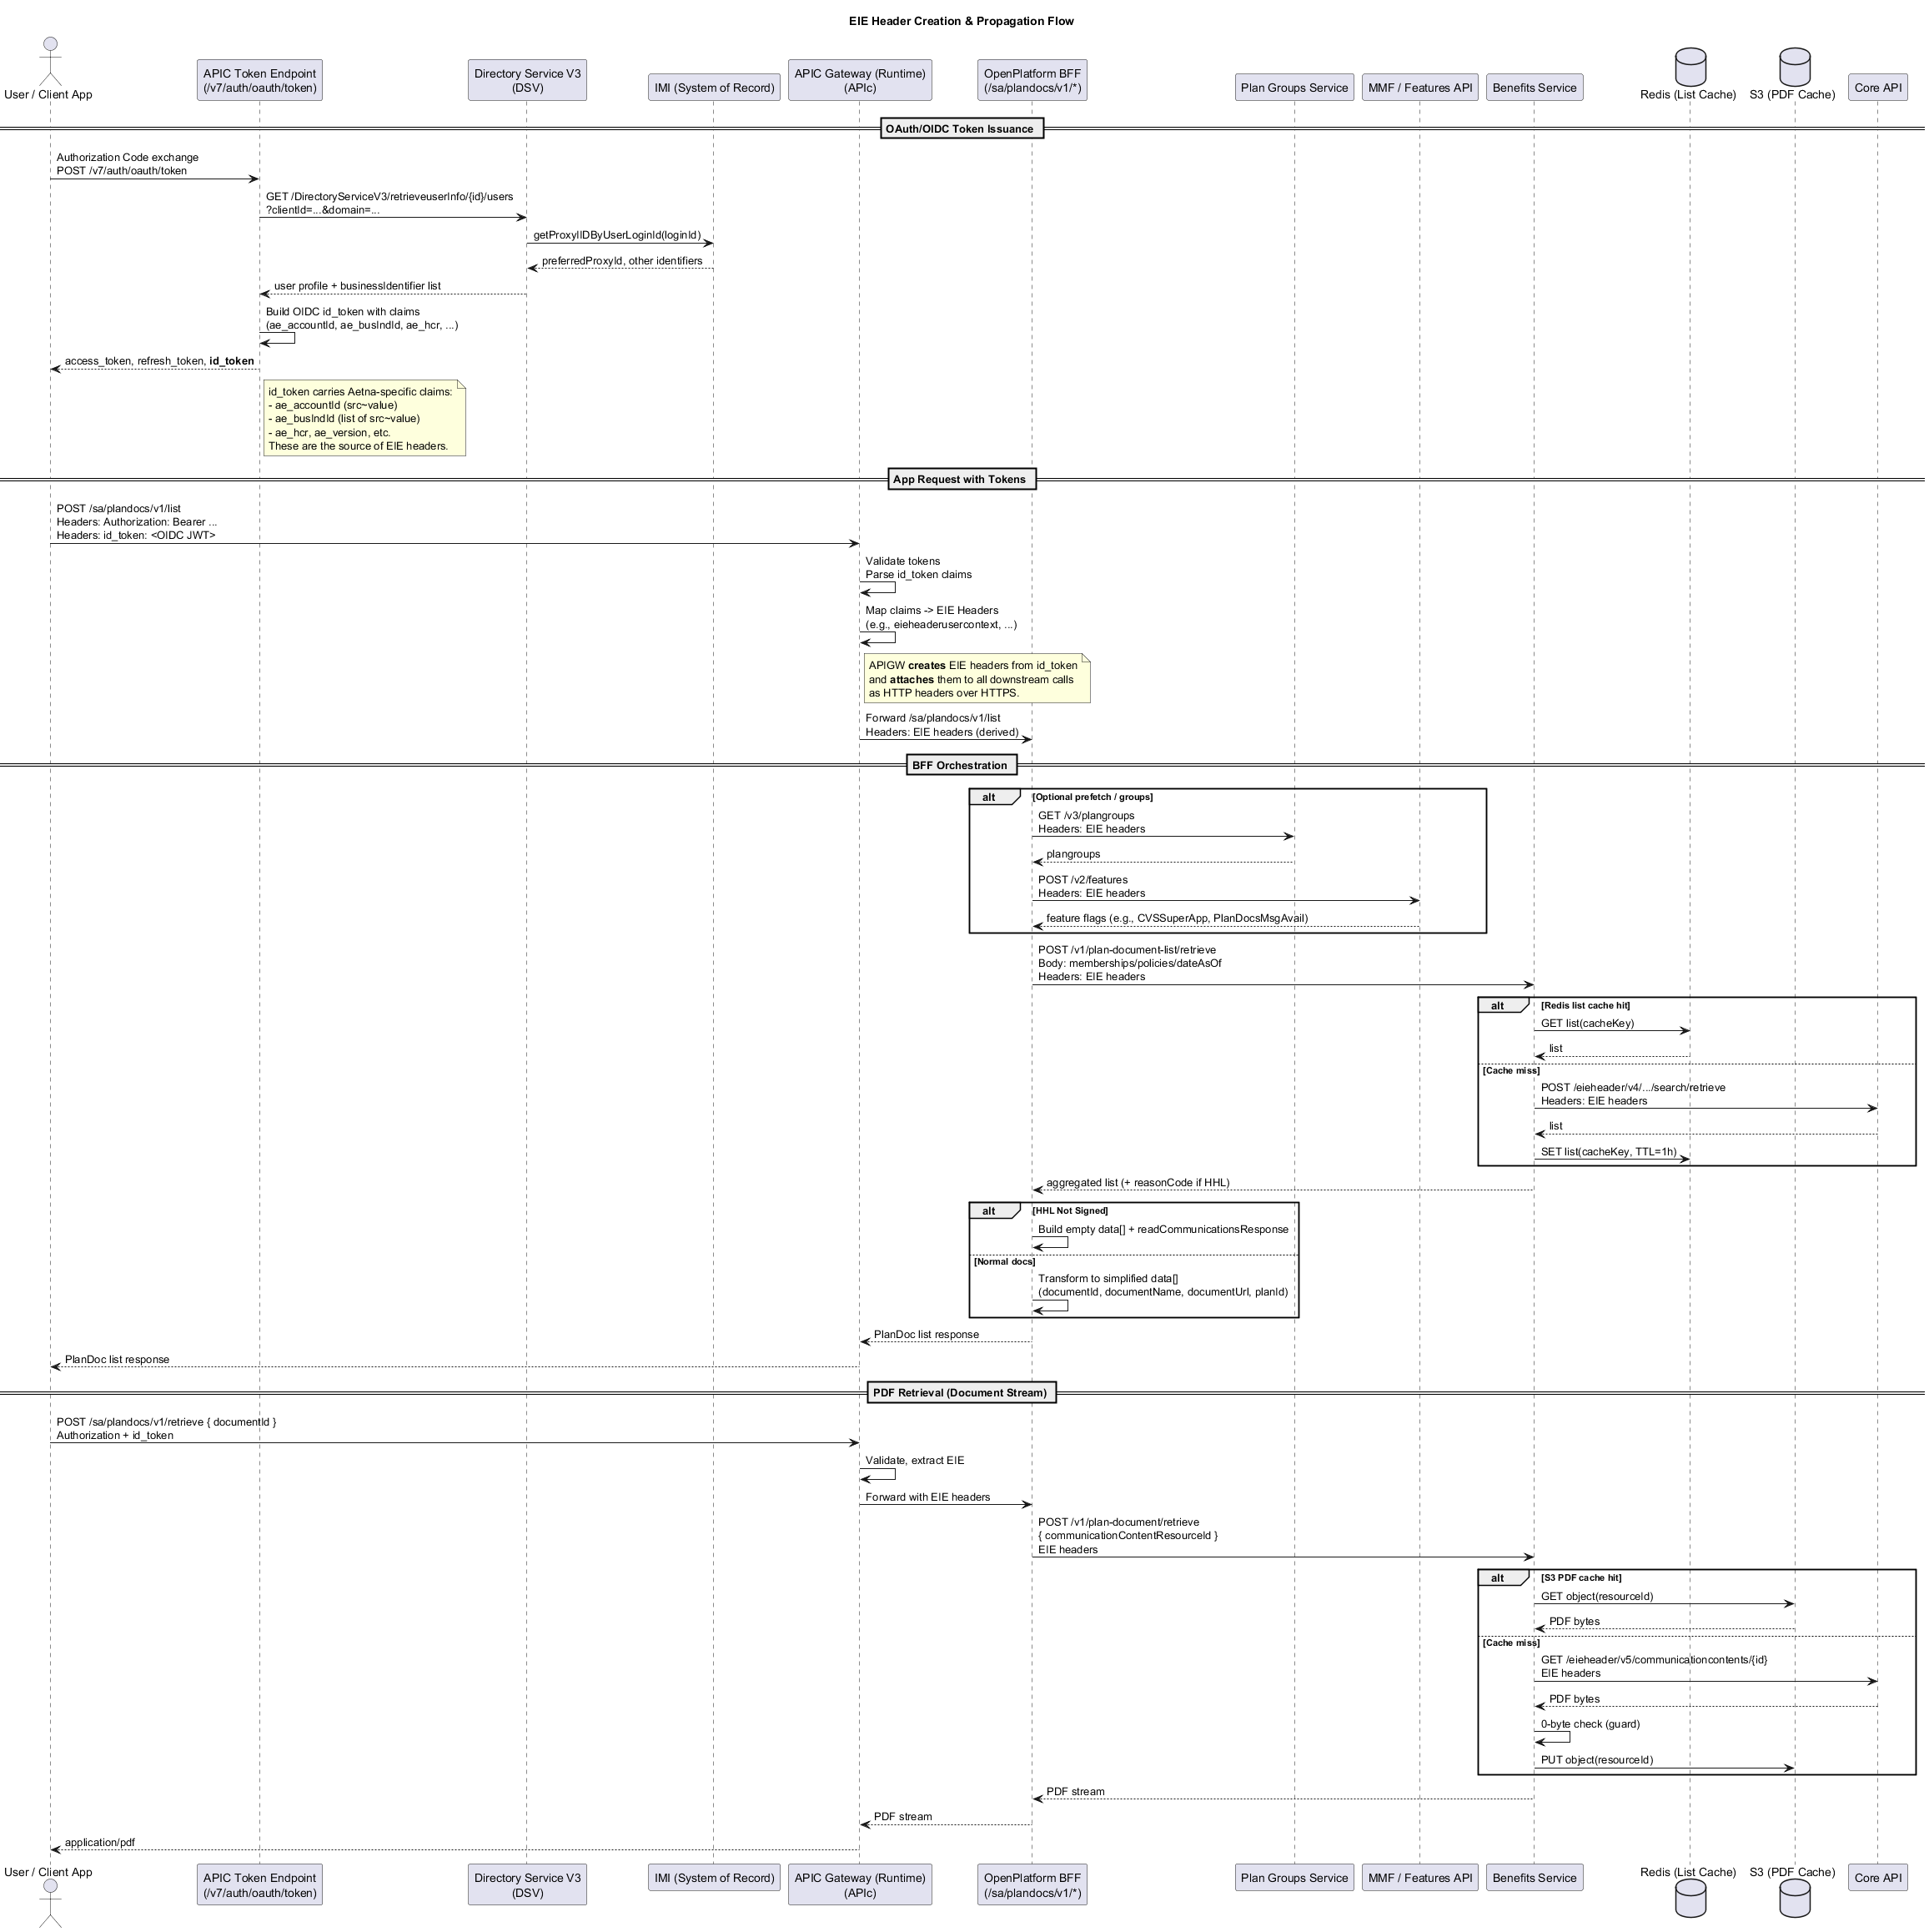 EIE Header Creation & Propagation Flow
User / Client App
APIC Token Endpoint
(/v7/auth/oauth/token)
Directory Service V3
(DSV)
IMI (System of Record)
APIC Gateway (Runtime)
(APIc)
OpenPlatform BFF
(/sa/plandocs/v1/*)
Plan Groups Service
MMF / Features API
Benefits Service
Redis (List Cache)
S3 (PDF Cache)
Core API
OAuth/OIDC Token Issuance
Authorization Code exchange
POST /v7/auth/oauth/token
GET /DirectoryServiceV3/retrieveuserInfo/{id}/users
?clientId=...&domain=...
getProxyIIDByUserLoginId(loginId)
preferredProxyId, other identifiers
user profile + businessIdentifier list
Build OIDC id_token with claims
(ae_accountId, ae_busIndId, ae_hcr, ...)
access_token, refresh_token, id_token
id_token carries Aetna-specific claims:
- ae_accountId (src~value)
- ae_busIndId (list of src~value)
- ae_hcr, ae_version, etc.
These are the source of EIE headers.
App Request with Tokens
POST /sa/plandocs/v1/list
Headers: Authorization: Bearer ...
Headers: id_token: <OIDC JWT>
Validate tokens
Parse id_token claims
Map claims -> EIE Headers
(e.g., eieheaderusercontext, ...)
APIGW creates EIE headers from id_token
and attaches them to all downstream calls
as HTTP headers over HTTPS.
Forward /sa/plandocs/v1/list
Headers: EIE headers (derived)
BFF Orchestration
alt [Optional prefetch / groups]
GET /v3/plangroups
Headers: EIE headers
plangroups
POST /v2/features
Headers: EIE headers
feature flags (e.g., CVSSuperApp, PlanDocsMsgAvail)
POST /v1/plan-document-list/retrieve
Body: memberships/policies/dateAsOf
Headers: EIE headers
alt [Redis list cache hit]
GET list(cacheKey)
list
[Cache miss]
POST /eieheader/v4/.../search/retrieve
Headers: EIE headers
list
SET list(cacheKey, TTL=1h)
aggregated list (+ reasonCode if HHL)
alt [HHL Not Signed]
Build empty data[] + readCommunicationsResponse
[Normal docs]
Transform to simplified data[]
(documentId, documentName, documentUrl, planId)
PlanDoc list response
PlanDoc list response
PDF Retrieval (Document Stream)
POST /sa/plandocs/v1/retrieve { documentId }
Authorization + id_token
Validate, extract EIE
Forward with EIE headers
POST /v1/plan-document/retrieve
{ communicationContentResourceId }
EIE headers
alt [S3 PDF cache hit]
GET object(resourceId)
PDF bytes
[Cache miss]
GET /eieheader/v5/communicationcontents/{id}
EIE headers
PDF bytes
0-byte check (guard)
PUT object(resourceId)
PDF stream
PDF stream
application/pdf
User / Client App
APIC Token Endpoint
(/v7/auth/oauth/token)
Directory Service V3
(DSV)
IMI (System of Record)
APIC Gateway (Runtime)
(APIc)
OpenPlatform BFF
(/sa/plandocs/v1/*)
Plan Groups Service
MMF / Features API
Benefits Service
Redis (List Cache)
S3 (PDF Cache)
Core API